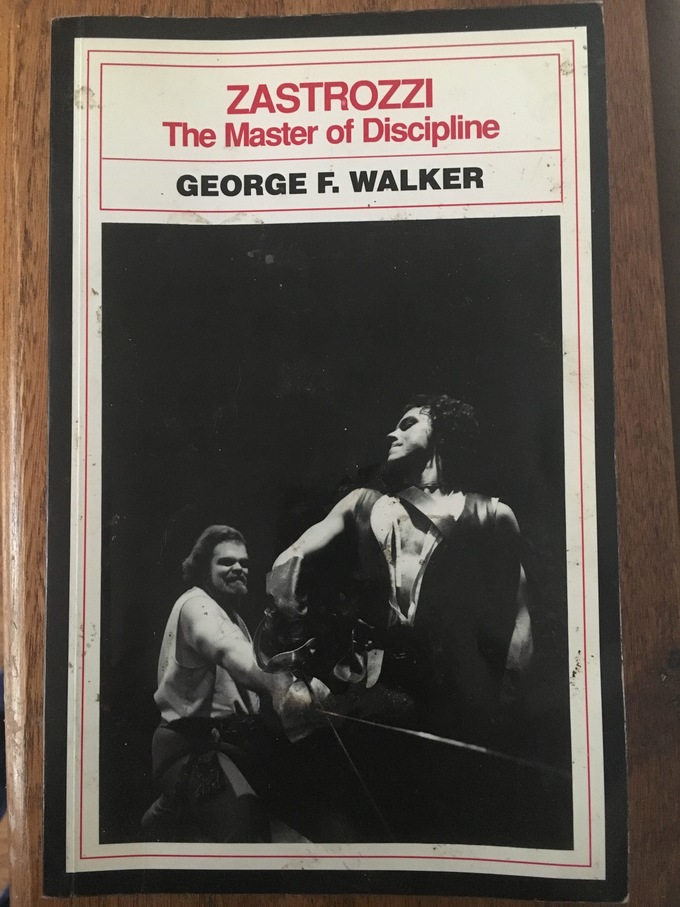 ZASTROZZI
The Master of Discipline
GEORGE F. WALKER